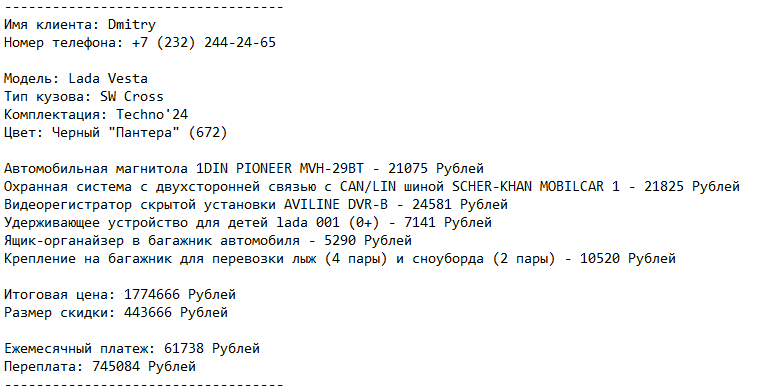 -----------------------------------
Имя клиента: Dmitry
Номер телефона: +7 (232) 244-24-65
Модель: Lada Vesta
Тип кузова: SW Cross
Комплектация: Techno'24
Цвет: Черный "Пантера" (672)
Автомобильная магнитола 1DIN PIONEER MVH-29BT - 21075 Рублей
Охранная система с двухсторонней связью с CAN/LIN шиной SCHER-KHAN MOBILCAR 1 - 21825 Рублей
Видеорегистратор скрытой установки AVILINE DVR-B - 24581 Рублей
Удерживающее устройство для детей lada 001 (0+) - 7141 Рублей
Ящик-органайзер в багажник автомобиля - 5290 Рублей
Крепление на багажник для перевозки лыж (4 пары) и сноуборда (2 пары) - 10520 Рублей
Итоговая цена: 1774666 Рублей
Размер скидки: 443666 Рублей
Ежемесячный платеж: 61738 Рублей
Переплата: 745084 Рублей
-----------------------------------